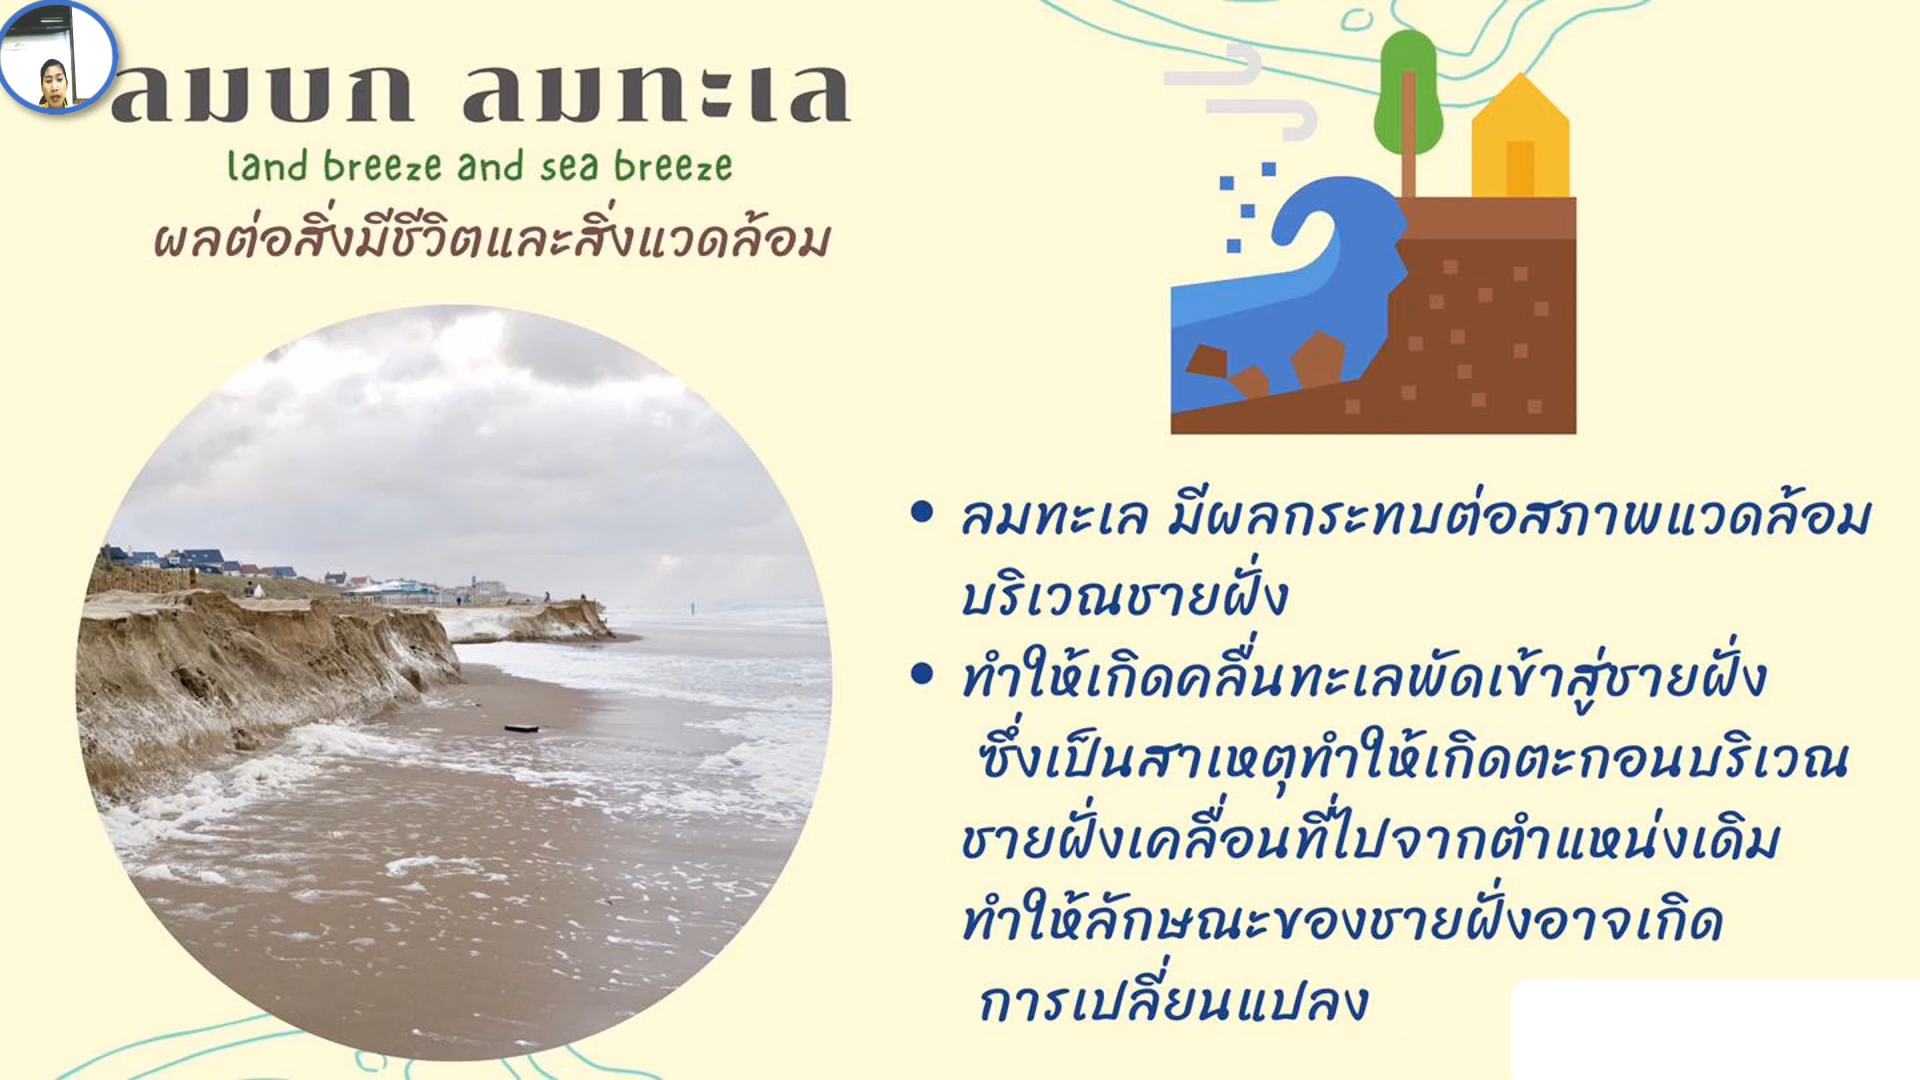 ลมบก ลมทะเล
land breeze and sea breeze
ผลต่อสิ่งมีชีวิตและสิ่งแวดล้อม
• ลมทะเล มีผลกระทบต่อสภาพแวดล้อม
บริเวณชายฝั่ง
• ทำให้เกิดคลื่นทะเลพัดเข้าสู่ชายฝั่ง
ซึ่งเป็นสาเหตุทำให้เกิดตะกอนบริเวณ
ชายฝั่งเคลื่อนที่ไปจากตำแหน่งเดิม
ทำให้ลักษณะของชายฝั่งอาจเกิด
การเปลี่ยนแปลง